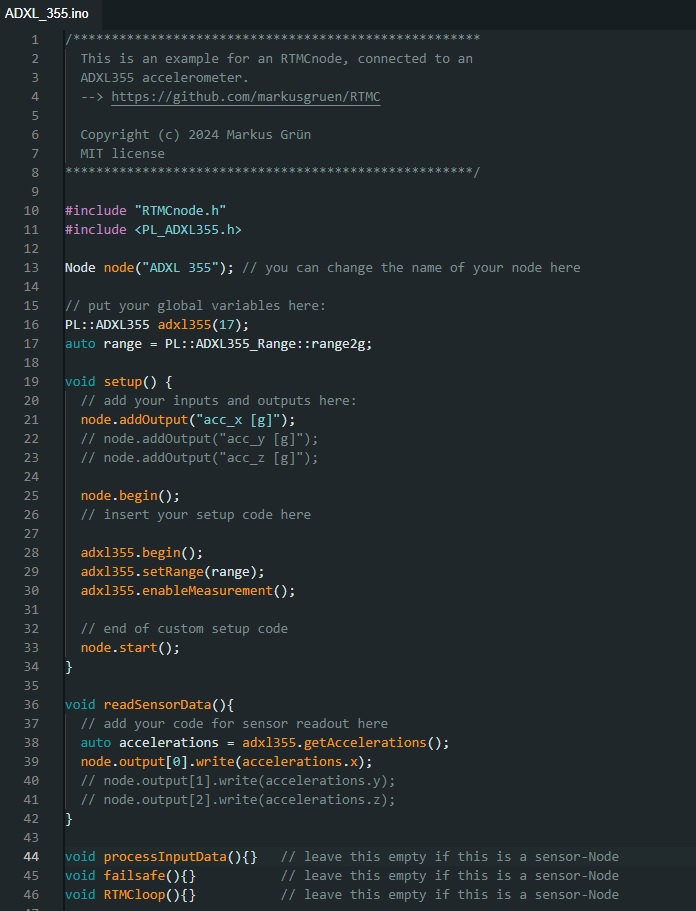 ADXL_355.ino
1 /*****************************************************
2   This is an example for an RTMCnode, connected to an
3   ADXL355 accelerometer.
4   --> https://github.com/markusgruen/RTMC
5
6   Copyright (c) 2024 Markus Grün
7   MIT license
8 *****************************************************/
9
10 #include "RTMCnode.h"
11 #include <PL_ADXL355.h>
12
13 Node node("ADXL 355"); // you can change the name of your node here
14
15 // put your global variables here:
16 PL::ADXL355 adxl355(17);
17 auto range = PL::ADXL355_Range::range2g;
18
19 void setup() {
20   // add your inputs and outputs here:
21   node.addOutput("acc_x [g]");
22   // node.addOutput("acc_y [g]");
23   // node.addOutput("acc_z [g]");
24
25   node.begin();
26   // insert your setup code here
27
28   adxl355.begin();
29   adxl355.setRange(range);
30   adxl355.enableMeasurement();
31
32   // end of custom setup code
33   node.start();
34 }
35
36 void readSensorData(){
37   // add your code for sensor readout here
38   auto accelerations = adxl355.getAccelerations();
39   node.output[0].write(accelerations.x);
40   // node.output[1].write(accelerations.y);
41   // node.output[2].write(accelerations.z);
42 }
43
44 void processInputData(){}   // leave this empty if this is a sensor-Node
45 void failsafe(){}           // leave this empty if this is a sensor-Node
46 void RTMCloop(){}           // leave this empty if this is a sensor-Node